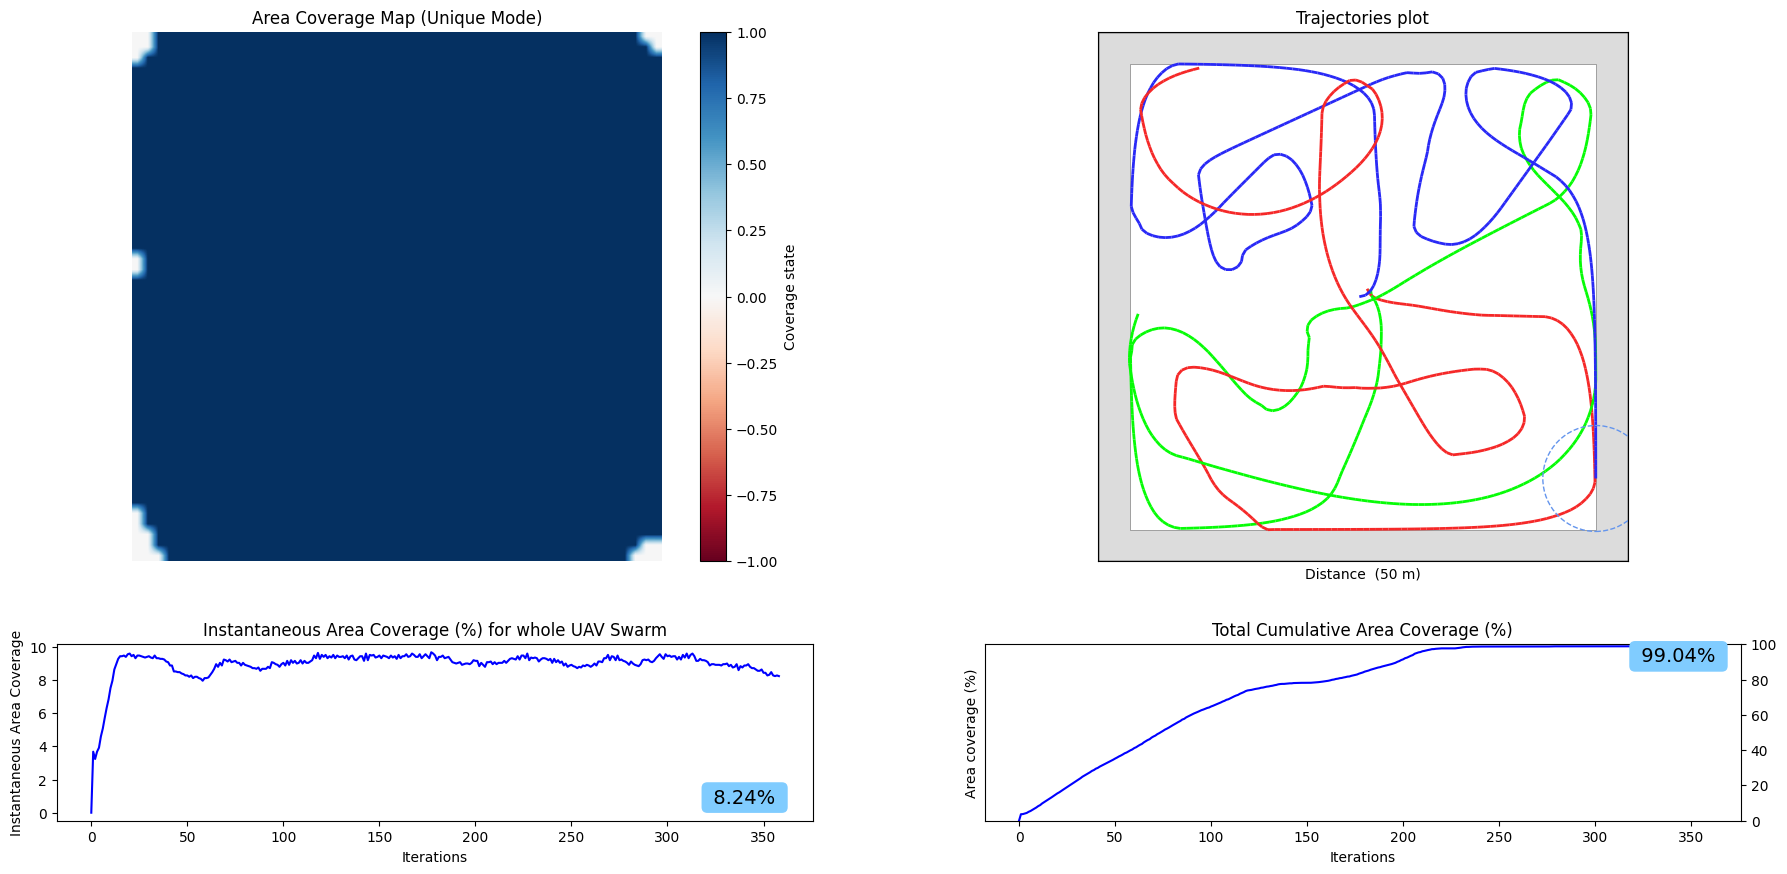 Area Coverage Map (Unique Mode)
1.00
0.75
0.50
0.25
0.00
−0.25
−0.50
−0.75
−1.00
Coverage state
Trajectories plot
Distance  (50 m)
Instantaneous Area Coverage (%) for whole UAV Swarm
Instantaneous Area Coverage
10
8
6
4
2
0
8.24%
0 50 100 150 200 250 300 350
Iterations
Total Cumulative Area Coverage (%)
Area coverage (%)
99.04%
100
80
60
40
20
0
0 50 100 150 200 250 300 350
Iterations